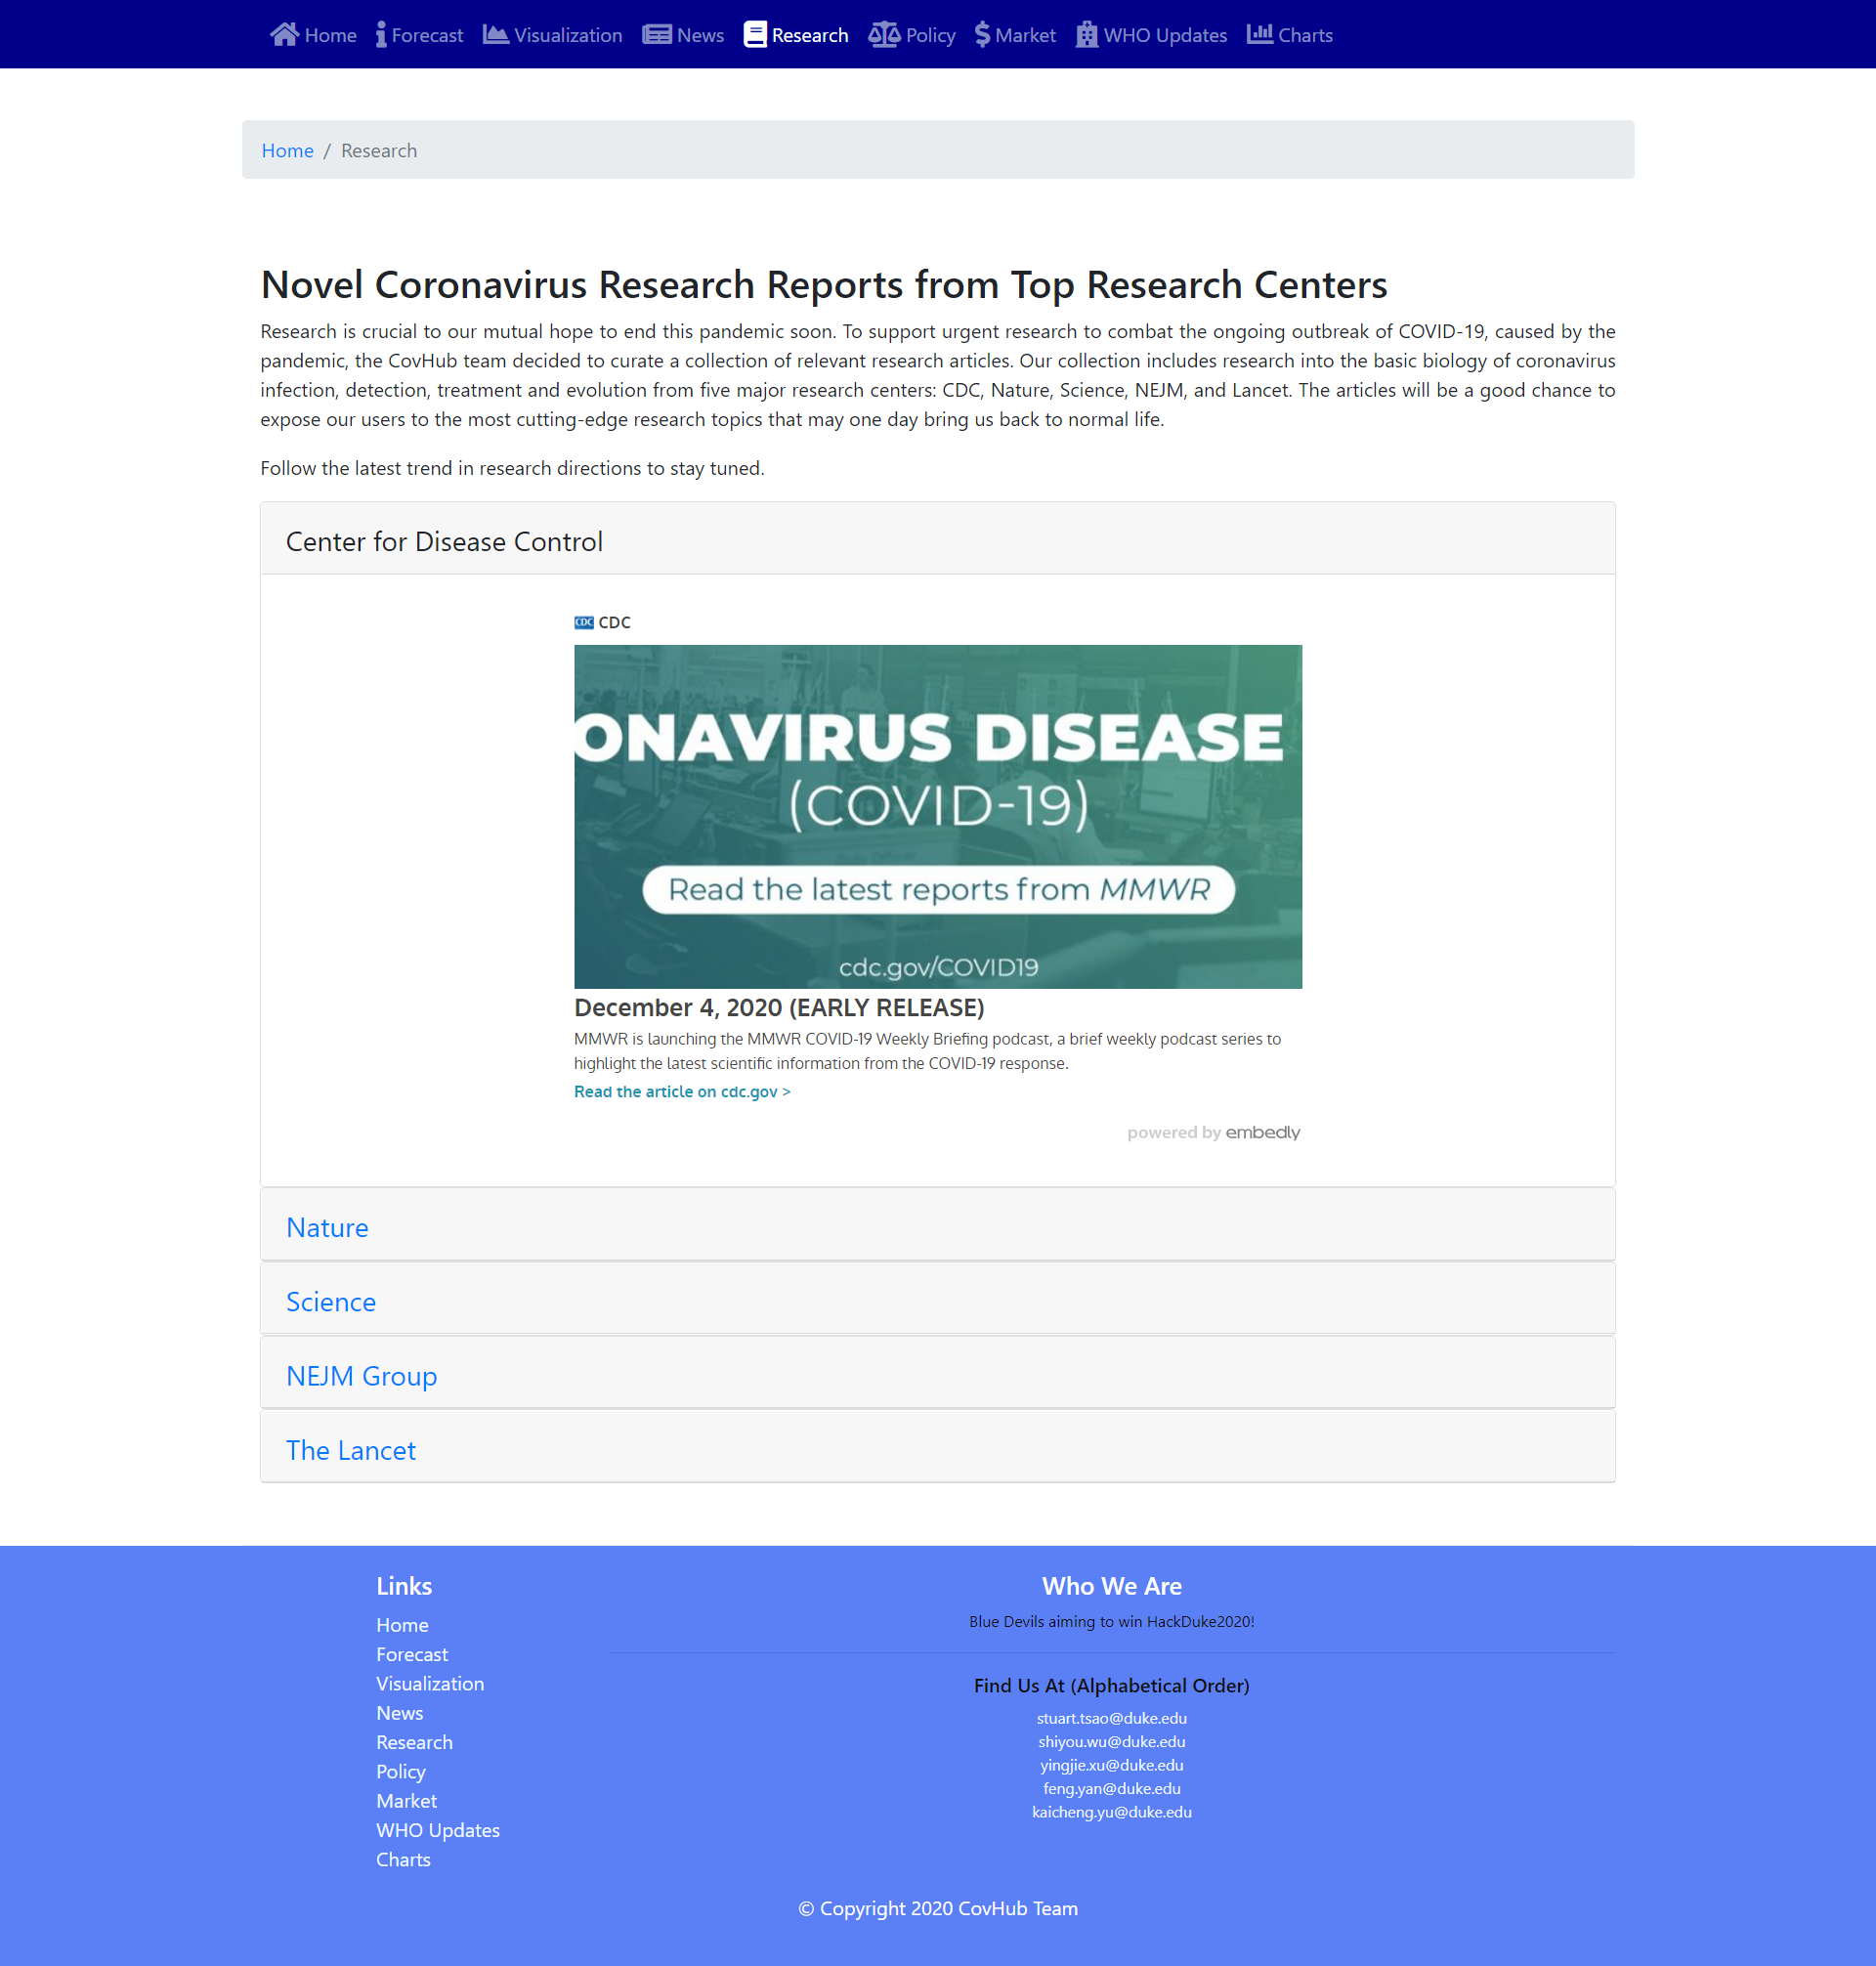 Home Forecast Visualization News Research Policy Market WHO Updates Charts
Home / Research
Novel Coronavirus Research Reports from Top Research Centers
Research is crucial to our mutual hope to end this pandemic soon. To support urgent research to combat the ongoing outbreak of COVID-19, caused by the
pandemic, the CovHub team decided to curate a collection of relevant research articles. Our collection includes research into the basic biology of coronavirus
infection, detection, treatment and evolution from five major research centers: CDC, Nature, Science, NEJM, and Lancet. The articles will be a good chance to
expose our users to the most cutting-edge research topics that may one day bring us back to normal life.
Follow the latest trend in research directions to stay tuned.
Center for Disease Control
CDC CDC
ONAVIRUS DISEASE
(COVID-19)
Read the latest reports from MMWR
cdc.gov/COVID19
December 4, 2020 (EARLY RELEASE)
MMWR is launching the MMWR COVID-19 Weekly Briefing podcast, a brief weekly podcast series to
highlight the latest scientific information from the COVID-19 response.
Read the article on cdc.gov >
powered by embedly
Nature
Science
NEJM Group
The Lancet
Links
Home
Forecast
Visualization
News
Research
Policy
Market
WHO Updates
Charts
Who We Are
Blue Devils aiming to win HackDuke2020!
Find Us At (Alphabetical Order)
stuart.tsao@duke.edu
shiyou.wu@duke.edu
yingjie.xu@duke.edu
feng.yan@duke.edu
kaicheng.yu@duke.edu
© Copyright 2020 CovHub Team